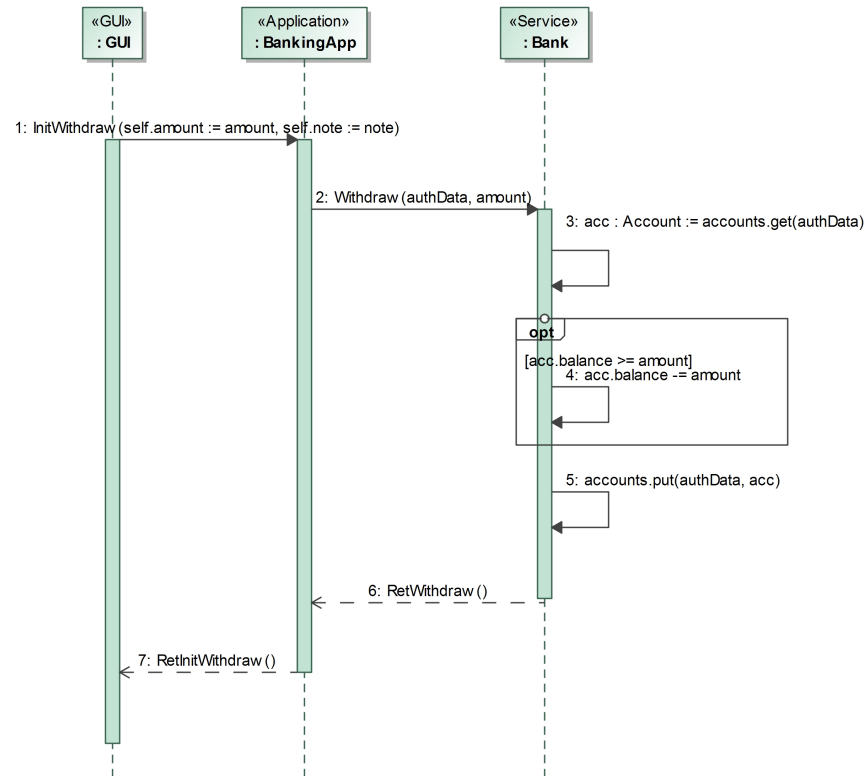 «GUI»
: GUI
«Application»
: BankingApp
«Service»
: Bank
1: InitWithdraw(self.amount := amount, self.note := note)
2: Withdraw(authData, amount)
3: acc : Account := accounts.get(authData)
opt
[acc.balance >= amount]
4: acc.balance -= amount
5: accounts.put(authData, acc)
6: RetWithdraw()
7: RetInitWithdraw()